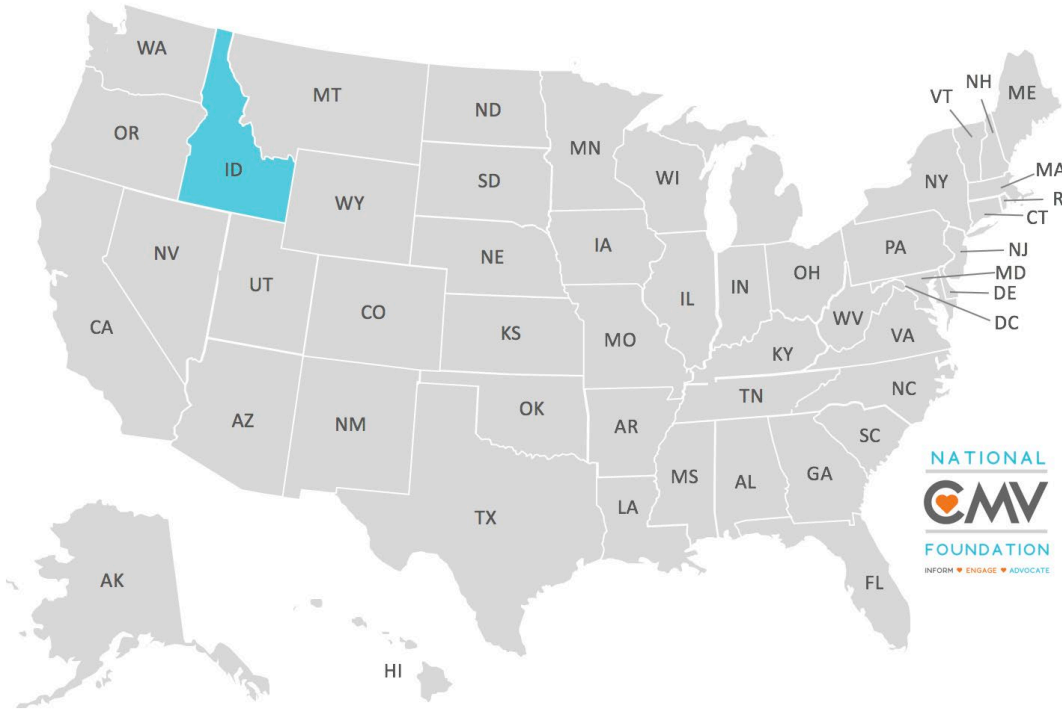 WA
MT
ND
OR
ID
MN
SD
WY
WI
VT
NH
ME
NY
MA
R
CT
NV
UT
NE
IA
PA
NJ
MD
DE
DC
CA
CO
KS
IL
IN
OH
WV
VA
MO
KY
AZ
NM
OK
AR
TN
NC
SC
MS
AL
GA
TX
LA
FL
AK
HI
NATIONAL
CMV
FOUNDATION
INFORM ENGAGE ADVOCATE